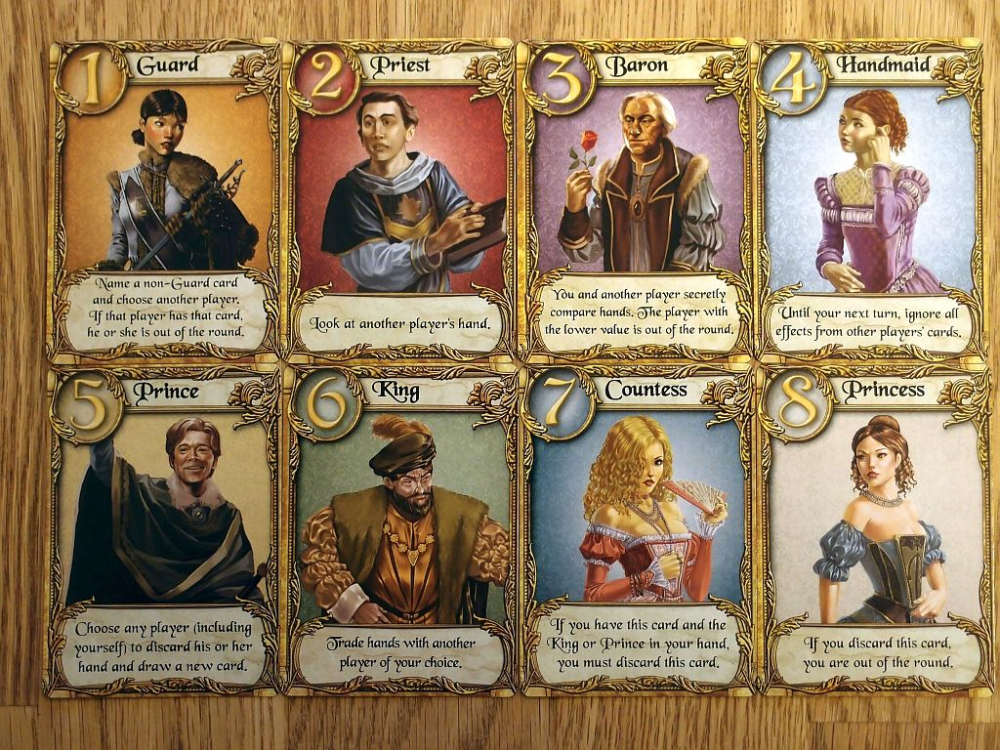 1 Guard
Name a non-Guard card
and choose another player.
If that player has that card,
he or she is out of the round.
2 Priest
Look at another player's hand.
3 Baron
You and another player secretly
compare hands. The player with
the lower value is out of the round.
4 Handmaid
Until your next turn, ignore all
effects from other players' cards.
5 Prince
Choose any player (including
yourself) to discard his or her
hand and draw a new card.
6 King
Trade hands with another
player of your choice.
7 Countess
If you have this card and the
King or Prince in your hand,
you must discard this card.
8 Princess
If you discard this card,
you are out of the round.